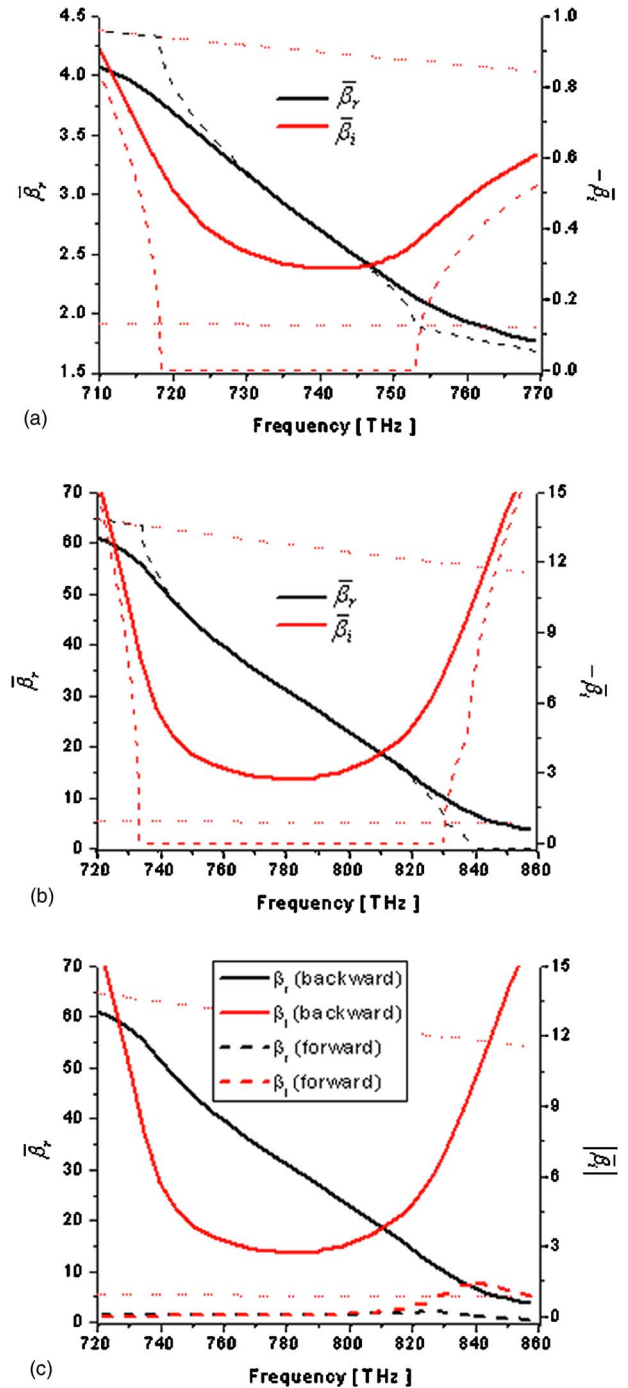 4.5
4.0
3.5
3.0
2.5
2.0
1.5
β̄r
β̄r
β̄i
-1.0
0.8
0.6
0.4
0.2
0.0
-β̄i
710 720 730 740 750 760 770
Frequency [ THz ]
(a)
70
60
50
40
30
20
10
0
β̄r
β̄r
β̄i
15
12
9
6
3
0
-β̄i
720 740 760 780 800 820 840 860
Frequency [ THz ]
(b)
70
60
50
40
30
20
10
0
β̄r
βr (backward)
βi (backward)
βr (forward)
βi (forward)
15
12
9
6
3
0
|β̄i|
720 740 760 780 800 820 840 860
Frequency [ THz ]
(c)